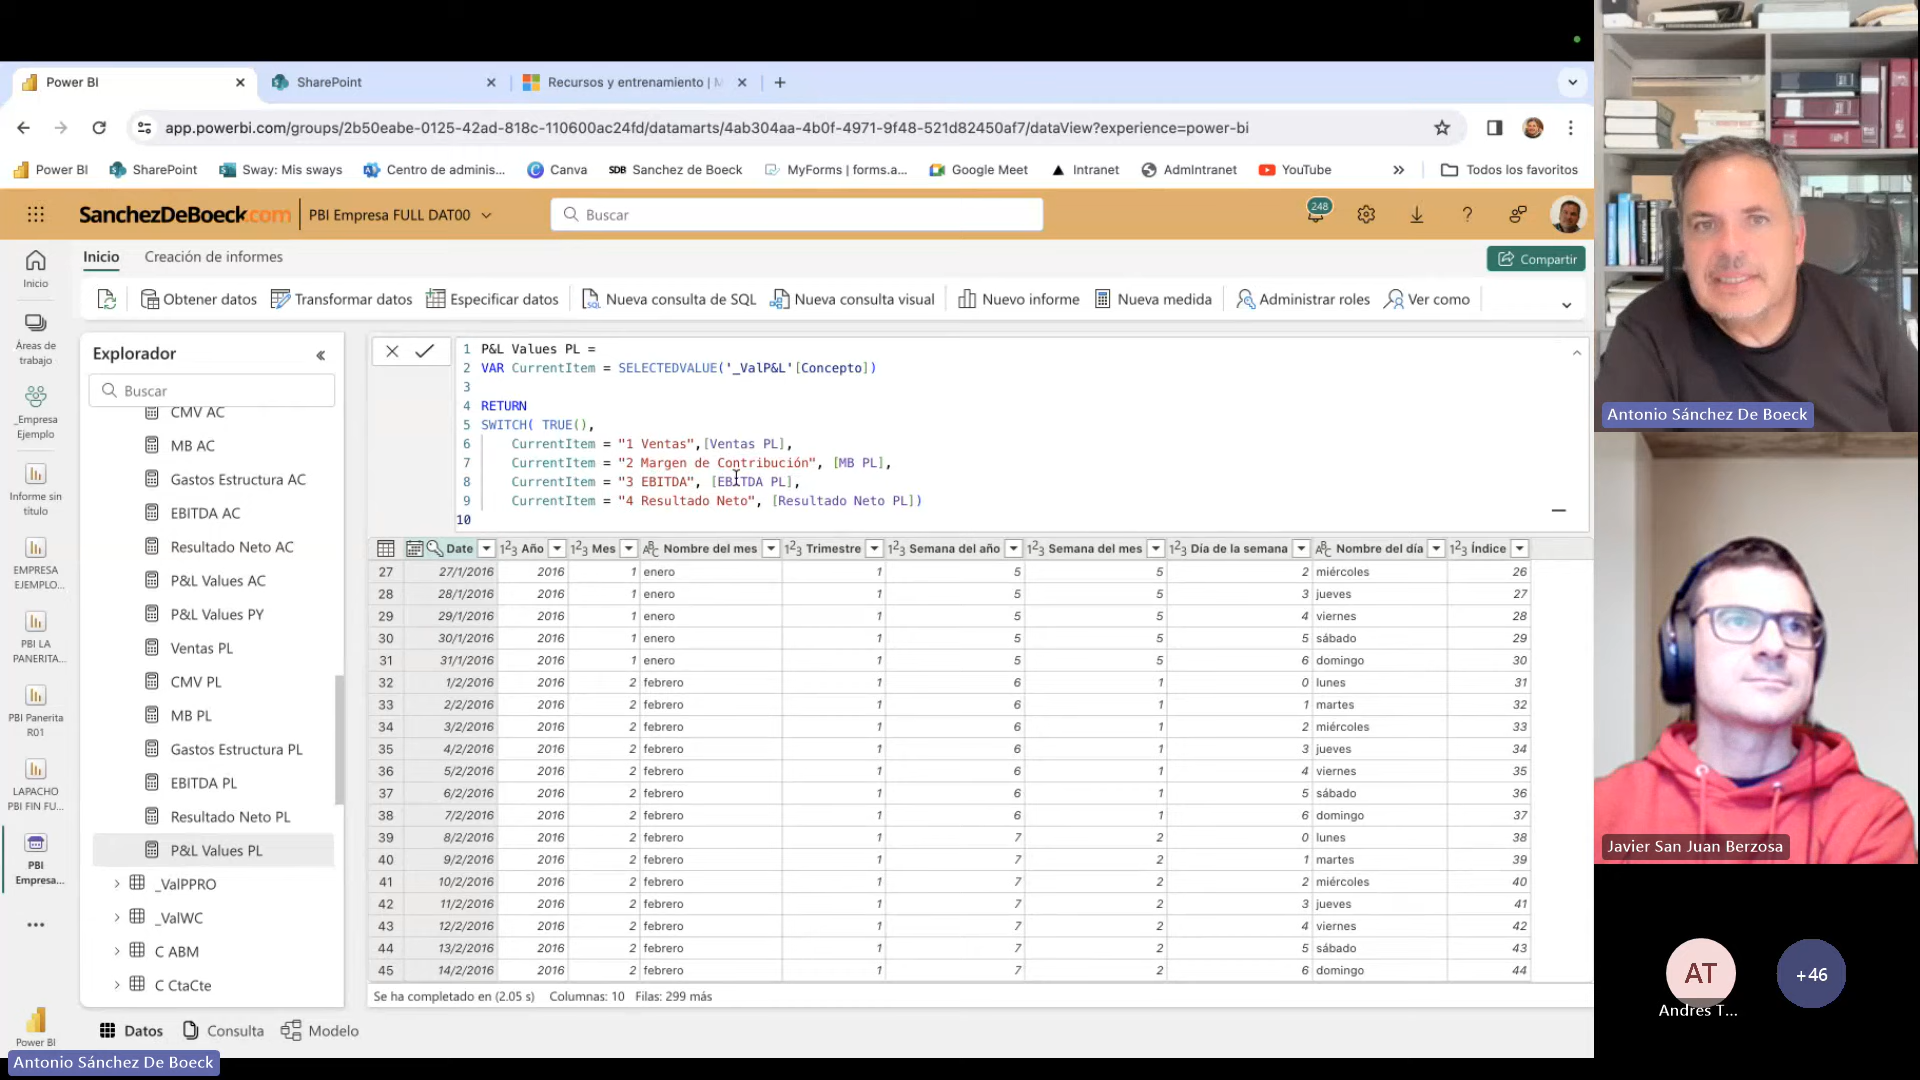 Power BI
SharePoint
Recursos y entrenamiento | M
app.powerbi.com/groups/2b50eabe-0125-42ad-818c-110600ac24fd/datamarts/4ab304aa-4b0f-4971-9f48-521d82450af7/dataView?experience=power-bi
Power BI SharePoint Sway: Mis sways Centro de adminis... Canva SDB Sanchez de Boeck MyForms | forms.a... Google Meet Intranet AdmIntranet YouTube » Todos los favoritos
SanchezDeBoeck.com PBI Empresa FULL DAT00 Buscar 248 ?
Inicio Creación de informes Compartir
Obtener datos Transformar datos Especificar datos Nueva consulta de SQL Nueva consulta visual Nuevo informe Nueva medida Administrar roles Ver como
Inicio
Áreas de trabajo
_Empresa Ejemplo
Informe sin título
EMPRESA EJEMPLO...
PBI LA PANERITA...
PBI Panerita R01
LAPACHO PBI FIN FU...
PBI Empresa...
Power BI
Explorador «
Buscar
CMV AC
MB AC
Gastos Estructura AC
EBITDA AC
Resultado Neto AC
P&L Values AC
P&L Values PY
Ventas PL
CMV PL
MB PL
Gastos Estructura PL
EBITDA PL
Resultado Neto PL
P&L Values PL
_ValPPRO
_ValWC
C ABM
C CtaCte
1 P&L Values PL =
2 VAR CurrentItem = SELECTEDVALUE('_ValP&L'[Concepto])
3
4 RETURN
5 SWITCH( TRUE(),
6 CurrentItem = "1 Ventas",[Ventas PL],
7 CurrentItem = "2 Margen de Contribución", [MB PL],
8 CurrentItem = "3 EBITDA", [EBITDA PL],
9 CurrentItem = "4 Resultado Neto", [Resultado Neto PL])
10
Date Año Mes Nombre del mes Trimestre Semana del año Semana del mes Día de la semana Nombre del día Índice
27 27/1/2016 2016 1 enero 1 5 5 2 miércoles 26
28 28/1/2016 2016 1 enero 1 5 5 3 jueves 27
29 29/1/2016 2016 1 enero 1 5 5 4 viernes 28
30 30/1/2016 2016 1 enero 1 5 5 5 sábado 29
31 31/1/2016 2016 1 enero 1 5 5 6 domingo 30
32 1/2/2016 2016 2 febrero 1 6 1 0 lunes 31
33 2/2/2016 2016 2 febrero 1 6 1 1 martes 32
34 3/2/2016 2016 2 febrero 1 6 1 2 miércoles 33
35 4/2/2016 2016 2 febrero 1 6 1 3 jueves 34
36 5/2/2016 2016 2 febrero 1 6 1 4 viernes 35
37 6/2/2016 2016 2 febrero 1 6 1 5 sábado 36
38 7/2/2016 2016 2 febrero 1 6 1 6 domingo 37
39 8/2/2016 2016 2 febrero 1 7 2 0 lunes 38
40 9/2/2016 2016 2 febrero 1 7 2 1 martes 39
41 10/2/2016 2016 2 febrero 1 7 2 2 miércoles 40
42 11/2/2016 2016 2 febrero 1 7 2 3 jueves 41
43 12/2/2016 2016 2 febrero 1 7 2 4 viernes 42
44 13/2/2016 2016 2 febrero 1 7 2 5 sábado 43
45 14/2/2016 2016 2 febrero 1 7 2 6 domingo 44
Se ha completado en (2.05 s) Columnas: 10 Filas: 299 más
Datos Consulta Modelo
Antonio Sánchez De Boeck
Antonio Sánchez De Boeck
Javier San Juan Berzosa
AT
+46
Andres T...